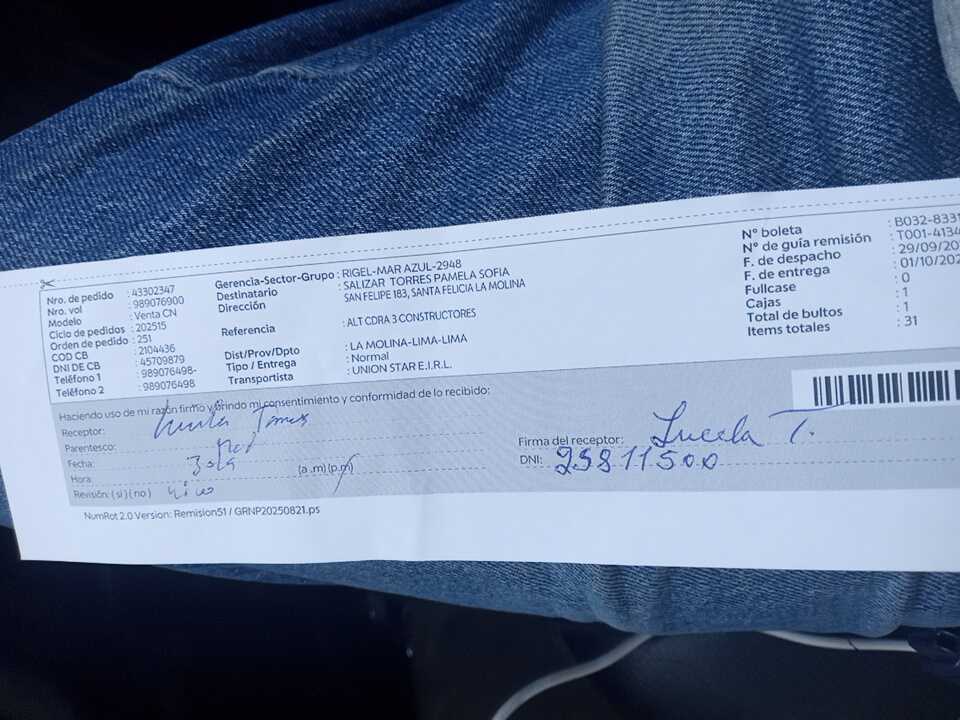 Nro. de pedido : 43302347
Nro. vol : 989076900
Modelo : Venta CN
Ciclo de pedidos : 202515
Orden de pedido : 251
COD CB : 2104436
DNI DE CB : 45709879
Teléfono 1 : 989076498-
Teléfono 2 : 989076498
Gerencia-Sector-Grupo : RIGEL-MAR AZUL-2948
Destinatario : SALIZAR TORRES PAMELA SOFIA
Dirección SAN FELIPE 183, SANTA FELICIA LA MOLINA
Referencia : ALT CDRA 3 CONSTRUCTORES
Dist/Prov/Dpto : LA MOLINA-LIMA-LIMA
Tipo / Entrega : Normal
Transportista : UNION STAR E.I.R.L.
N° boleta : B032-8331
N° de guía remisión : T001-4134
F. de despacho : 29/09/202
F. de entrega : 01/10/202
Fullcase : 0
Cajas : 1
Total de bultos : 1
Items totales : 31
Haciendo uso de mi razón firmo y brindo mi consentimiento y conformidad de lo recibido:
Receptor:
Parentesco:
Fecha:
Hora: (a.m)(p.m)
Revisión: (si) (no)
Firma del receptor: Lucela T.
DNI: 25811500
NumRot 2.0 Version: Remision51 / GRNP20250821.ps